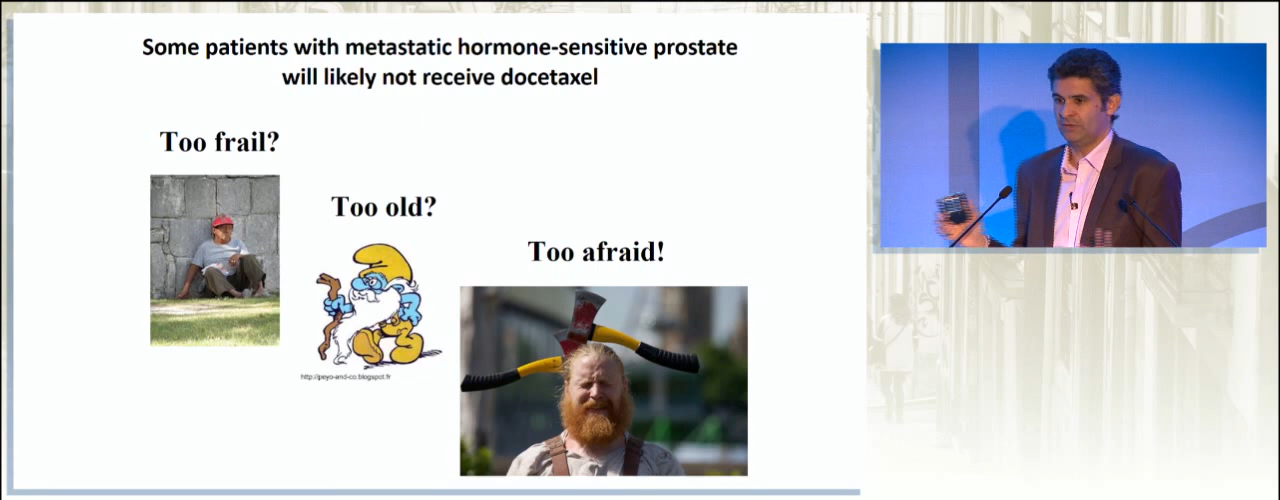 Some patients with metastatic hormone-sensitive prostate
will likely not receive docetaxel
Too frail?
Too old?
Too afraid!
http://peyo-and-co.blogspot.fr